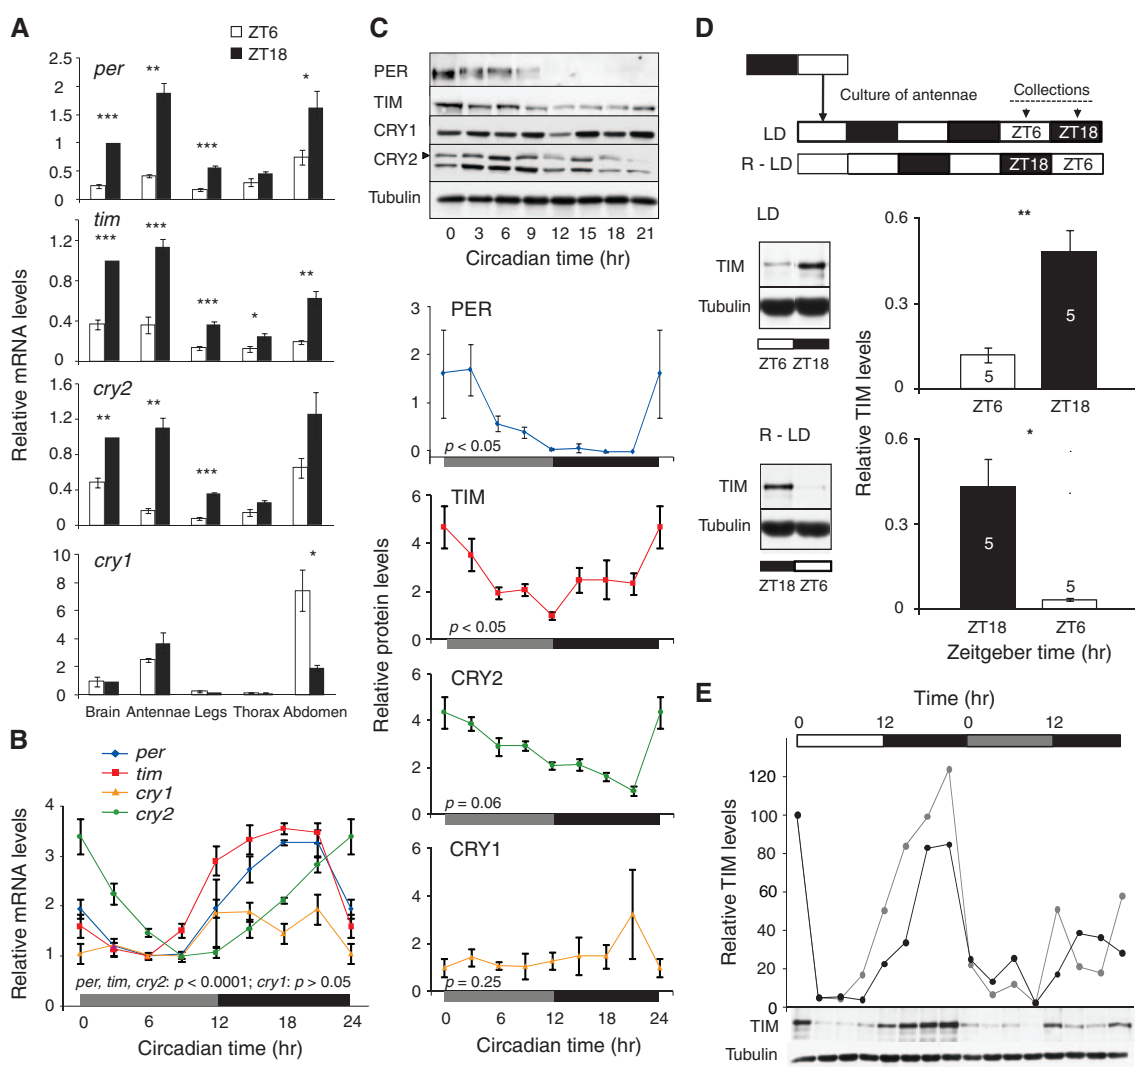 A
ZT6
ZT18
Relative mRNA levels
per
2.5
2
1.5
1
0.5
0
***
**
***
*
tim
1.2
0.8
0.4
0
***
***
***
*
**
cry2
1.6
1.2
0.8
0.4
0
**
**
***
cry1
10
8
6
4
2
0
*
Brain Antennae Legs Thorax Abdomen
B
per
tim
cry1
cry2
Relative mRNA levels
4
3
2
1
0
per, tim, cry2: p < 0.0001; cry1: p > 0.05
0 6 12 18 24
Circadian time (hr)
C
PER
TIM
CRY1
CRY2
Tubulin
0 3 6 9 12 15 18 21
Circadian time (hr)
Relative protein levels
PER
3
2
1
0
p < 0.05
TIM
6
4
2
0
p < 0.05
CRY2
6
4
2
0
p = 0.06
CRY1
6
4
2
0
p = 0.25
0 3 6 9 12 15 18 24
Circadian time (hr)
D
Culture of antennae
Collections
LD
ZT6 ZT18
R - LD
ZT18 ZT6
LD
TIM
Tubulin
ZT6 ZT18
R - LD
TIM
Tubulin
ZT18 ZT6
Relative TIM levels
0.6
0.3
0
**
5
5
ZT6 ZT18
0.6
0.3
0
*
5
5
ZT18 ZT6
Zeitgeber time (hr)
E
Time (hr)
0 12 0 12
Relative TIM levels
120
100
80
60
40
20
0
TIM
Tubulin